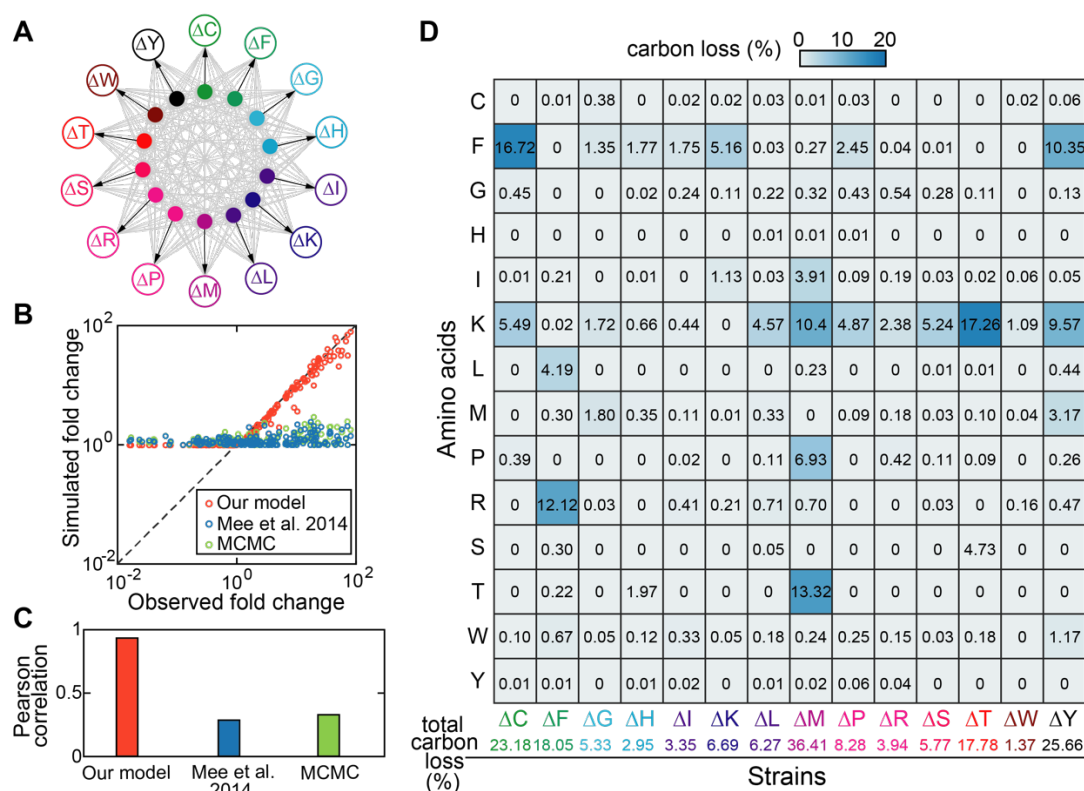 A
ΔC
ΔF
ΔG
ΔH
ΔI
ΔK
ΔL
ΔM
ΔP
ΔR
ΔS
ΔT
ΔW
ΔY
B
Simulated fold change
10^2
10^0
10^-2
Our model
Mee et al. 2014
MCMC
10^-2 10^0 10^2
Observed fold change
C
Pearson
correlation
1
0.5
0
Our model Mee et al. MCMC
2014
D
carbon loss (%) 0 10 20
Amino acids
C 0 0.01 0.38 0 0.02 0.02 0.03 0.01 0.03 0 0 0 0.02 0.06
F 16.72 0 1.35 1.77 1.75 5.16 0.03 0.27 2.45 0.04 0.01 0 0 10.35
G 0.45 0 0 0.02 0.24 0.11 0.22 0.32 0.43 0.54 0.28 0.11 0 0.13
H 0 0 0 0 0 0 0.01 0.01 0.01 0 0 0 0 0
I 0.01 0.21 0 0.01 0 1.13 0.03 3.91 0.09 0.19 0.03 0.02 0.06 0.05
K 5.49 0.02 1.72 0.66 0.44 0 4.57 10.4 4.87 2.38 5.24 17.26 1.09 9.57
L 0 4.19 0 0 0 0 0 0.23 0 0 0.01 0.01 0 0.44
M 0 0.30 1.80 0.35 0.11 0.01 0.33 0 0.09 0.18 0.03 0.10 0.04 3.17
P 0.39 0 0 0 0.02 0 0.11 6.93 0 0.42 0.11 0.09 0 0.26
R 0 12.12 0.03 0 0.41 0.21 0.71 0.70 0 0 0 0 0.16 0.47
S 0 0.30 0 0 0 0 0.05 0 0 0 0 4.73 0 0
T 0 0.22 0 1.97 0 0 0 13.32 0 0 0 0 0 0
W 0.10 0.67 0.05 0.12 0.33 0.05 0.18 0.24 0.25 0.15 0.03 0.18 0 1.17
Y 0.01 0.01 0 0.01 0.02 0 0.01 0.02 0.06 0.04 0 0 0 0
ΔC ΔF ΔG ΔH ΔI ΔK ΔL ΔM ΔP ΔR ΔS ΔT ΔW ΔY
total
carbon
loss (%)
23.18 18.05 5.33 2.95 3.35 6.69 6.27 36.41 8.28 3.94 5.77 17.78 1.37 25.66
Strains